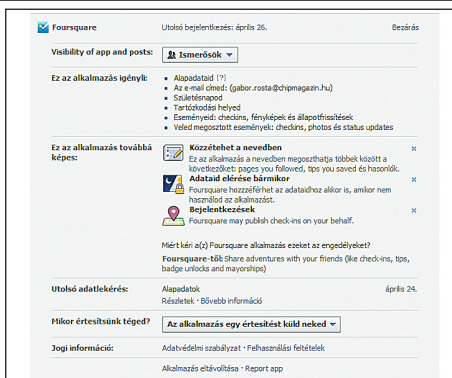 Foursquare Utolsó bejelentkezés: április 26. Bezárás
Visibility of app and posts: Ismerősök
Ez az alkalmazás igényli: Alapadataid [?]
Az e-mail címed: (gabor.rosta@chipmagazin.hu)
Születésnapod
Tartózkodási helyed
Eseményeid: checkins, fényképek és állapotfrissítések
Veled megosztott események: checkins, photos és status updates
Ez az alkalmazás továbbá képes: Közzétehet a nevedben
Ez az alkalmazás a nevedben megoszthatja többek között a
következőket: pages you followed, tips you saved és hasonlók.
Adataid elérése bármikor
Foursquare hozzzéférhet az adataidhoz akkor is, amikor nem
használod az alkalmazást.
Bejelentkezések
Foursquare may publish check-ins on your behalf.
Miért kéri a(z) Foursquare alkalmazás ezeket az engedélyeket?
Foursquare-től: Share adventures with your friends (like check-ins, tips,
badge unlocks and mayorships)
Utolsó adatlekérés: Alapadatok április 24.
Részletek · Bővebb információ
Mikor értesítsünk téged? Az alkalmazás egy értesítést küld neked
Jogi információ: Adatvédelmi szabályzat · Felhasználási feltételek
Alkalmazás eltávolítása · Report app